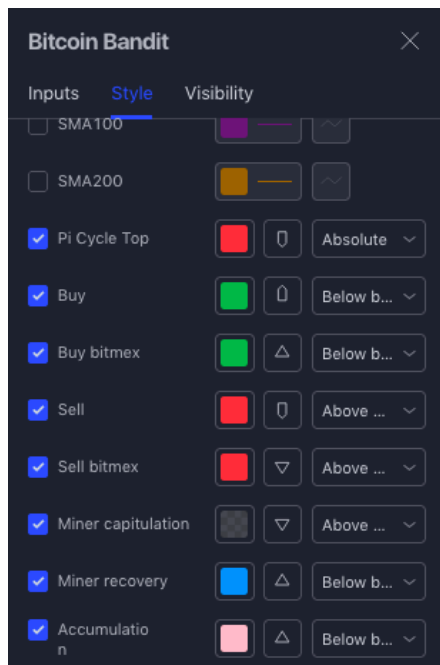 Bitcoin Bandit
Inputs Style Visibility
SMA100
SMA200
Pi Cycle Top Absolute
Buy Below b...
Buy bitmex Below b...
Sell Above ...
Sell bitmex Above ...
Miner capitulation Above ...
Miner recovery Below b...
Accumulatio Below b...
n